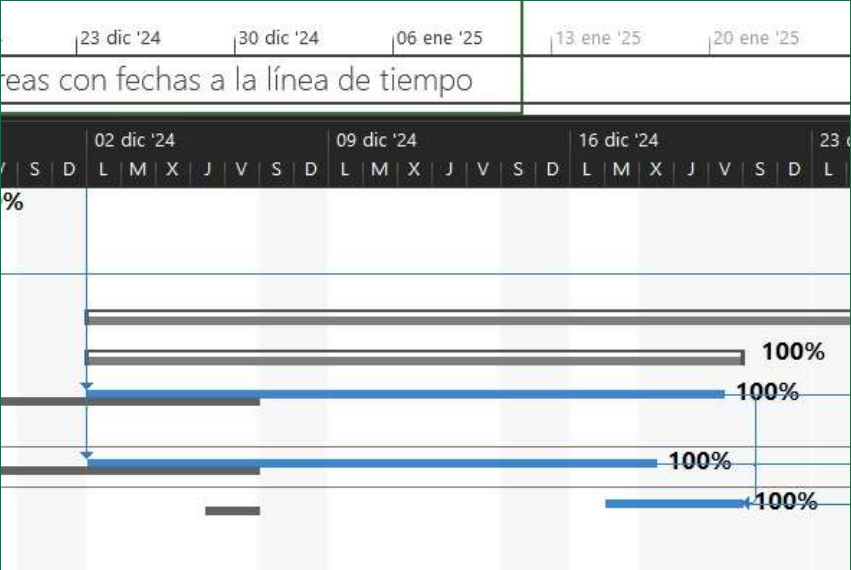 23 dic '24 30 dic '24 06 ene '25 13 ene '25 20 ene '25
reas con fechas a la línea de tiempo
02 dic '24 09 dic '24 16 dic '24 23
S D L M X J V S D L M X J V S D L M X J V S D L
%
100%
100%
100%
100%